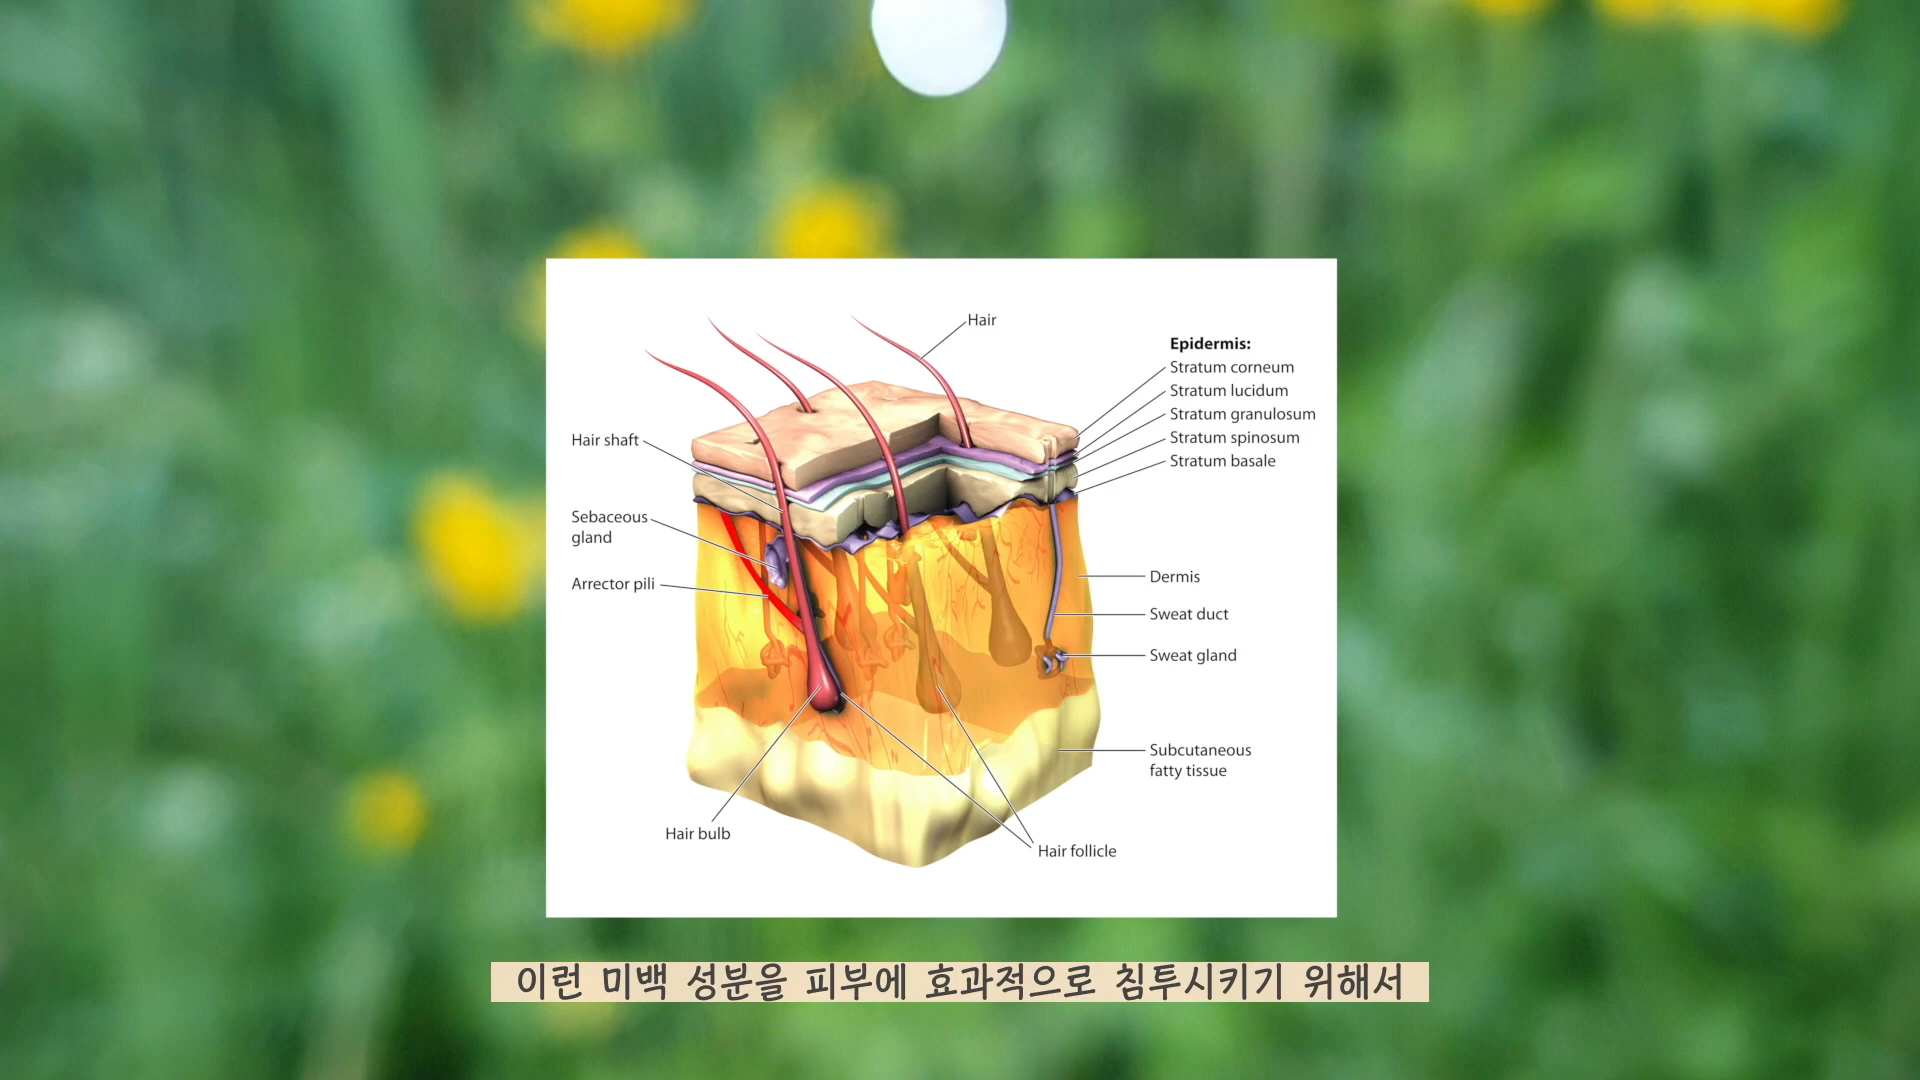 Hair
Epidermis:
Stratum corneum
Stratum lucidum
Stratum granulosum
Stratum spinosum
Stratum basale
Hair shaft
Sebaceous
gland
Arrector pili
Dermis
Sweat duct
Sweat gland
Subcutaneous
fatty tissue
Hair bulb
Hair follicle
이런 미백 성분을 피부에 효과적으로 침투시키기 위해서